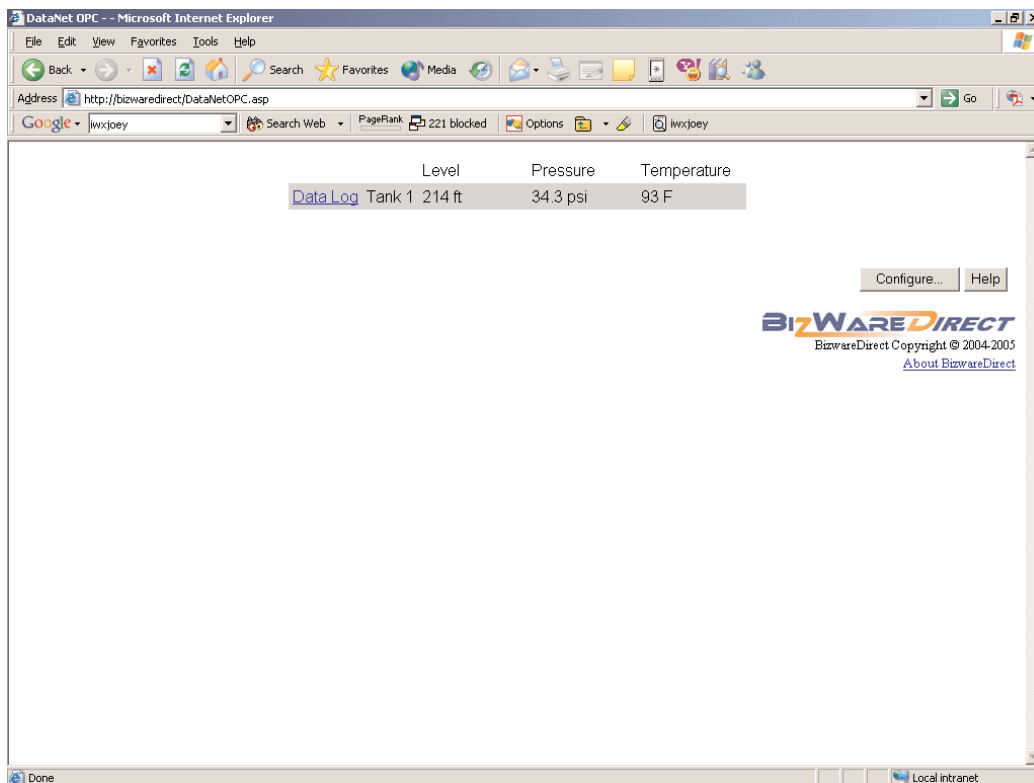 DataNet OPC - - Microsoft Internet Explorer
File Edit View Favorites Tools Help
Back Search Favorites Media
Address http://bizwaredirect/DataNetOPC.asp Go
Google iwxjoey Search Web PageRank 221 blocked Options iwxjoey
Level Pressure Temperature
Data Log Tank 1 214 ft 34.3 psi 93 F
Configure... Help
BIZWAREDIRECT
BizwareDirect Copyright © 2004-2005
About BizwareDirect
Done Local intranet